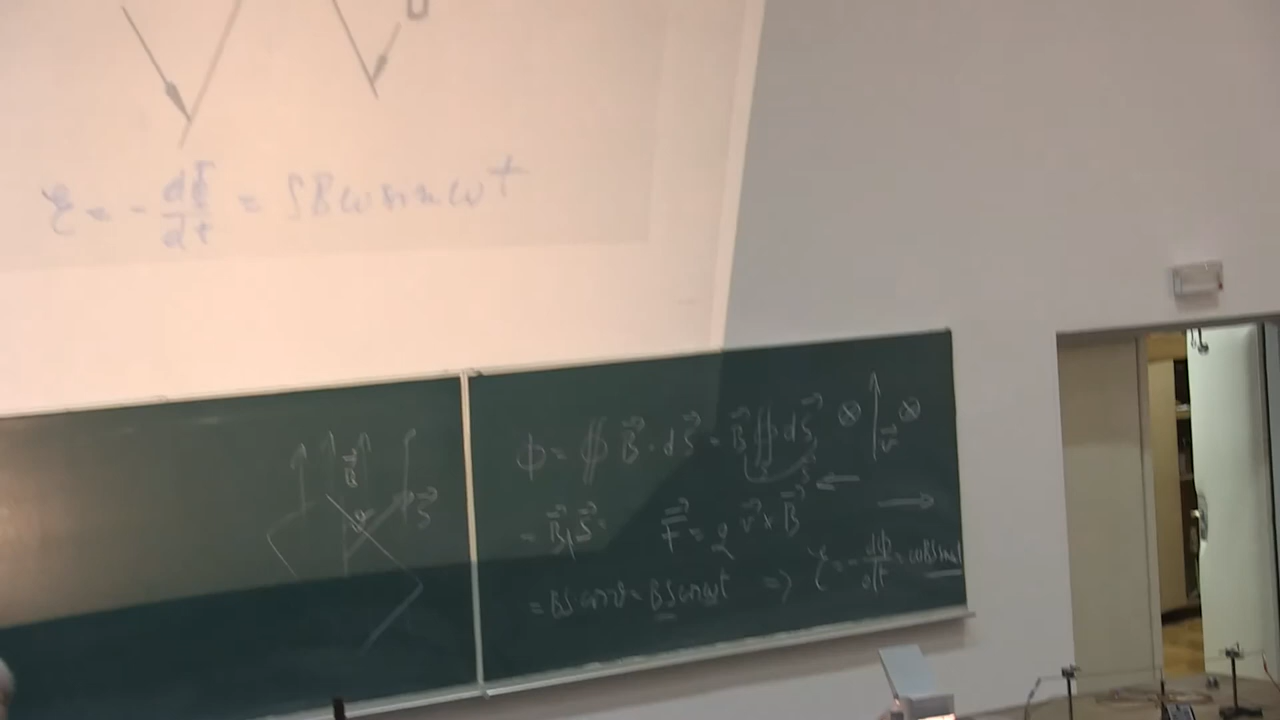 ℰ = - dΦ/dt = SBω sin ωt
B⃗
S⃗
ϕ = ∯ B⃗ · dS⃗ = B⃗ ∯ dS⃗
S⃗
v⃗
= B⃗ · S⃗
F⃗ = q v⃗ × B⃗
= BS cos ϑ = BS cos ωt ⇒ ℰ = - dϕ/dt = ωBS sin ωt